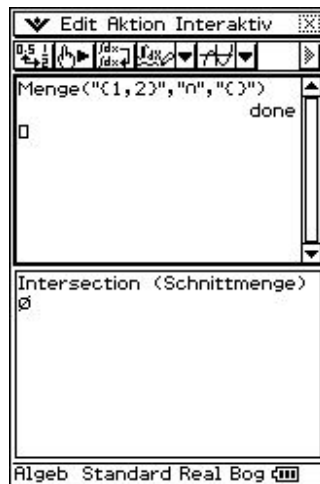 Edit Aktion Interaktiv
Menge("{1,2}","∩","{}")
done
Intersection (Schnittmenge)
Ø
Algeb Standard Real Bog